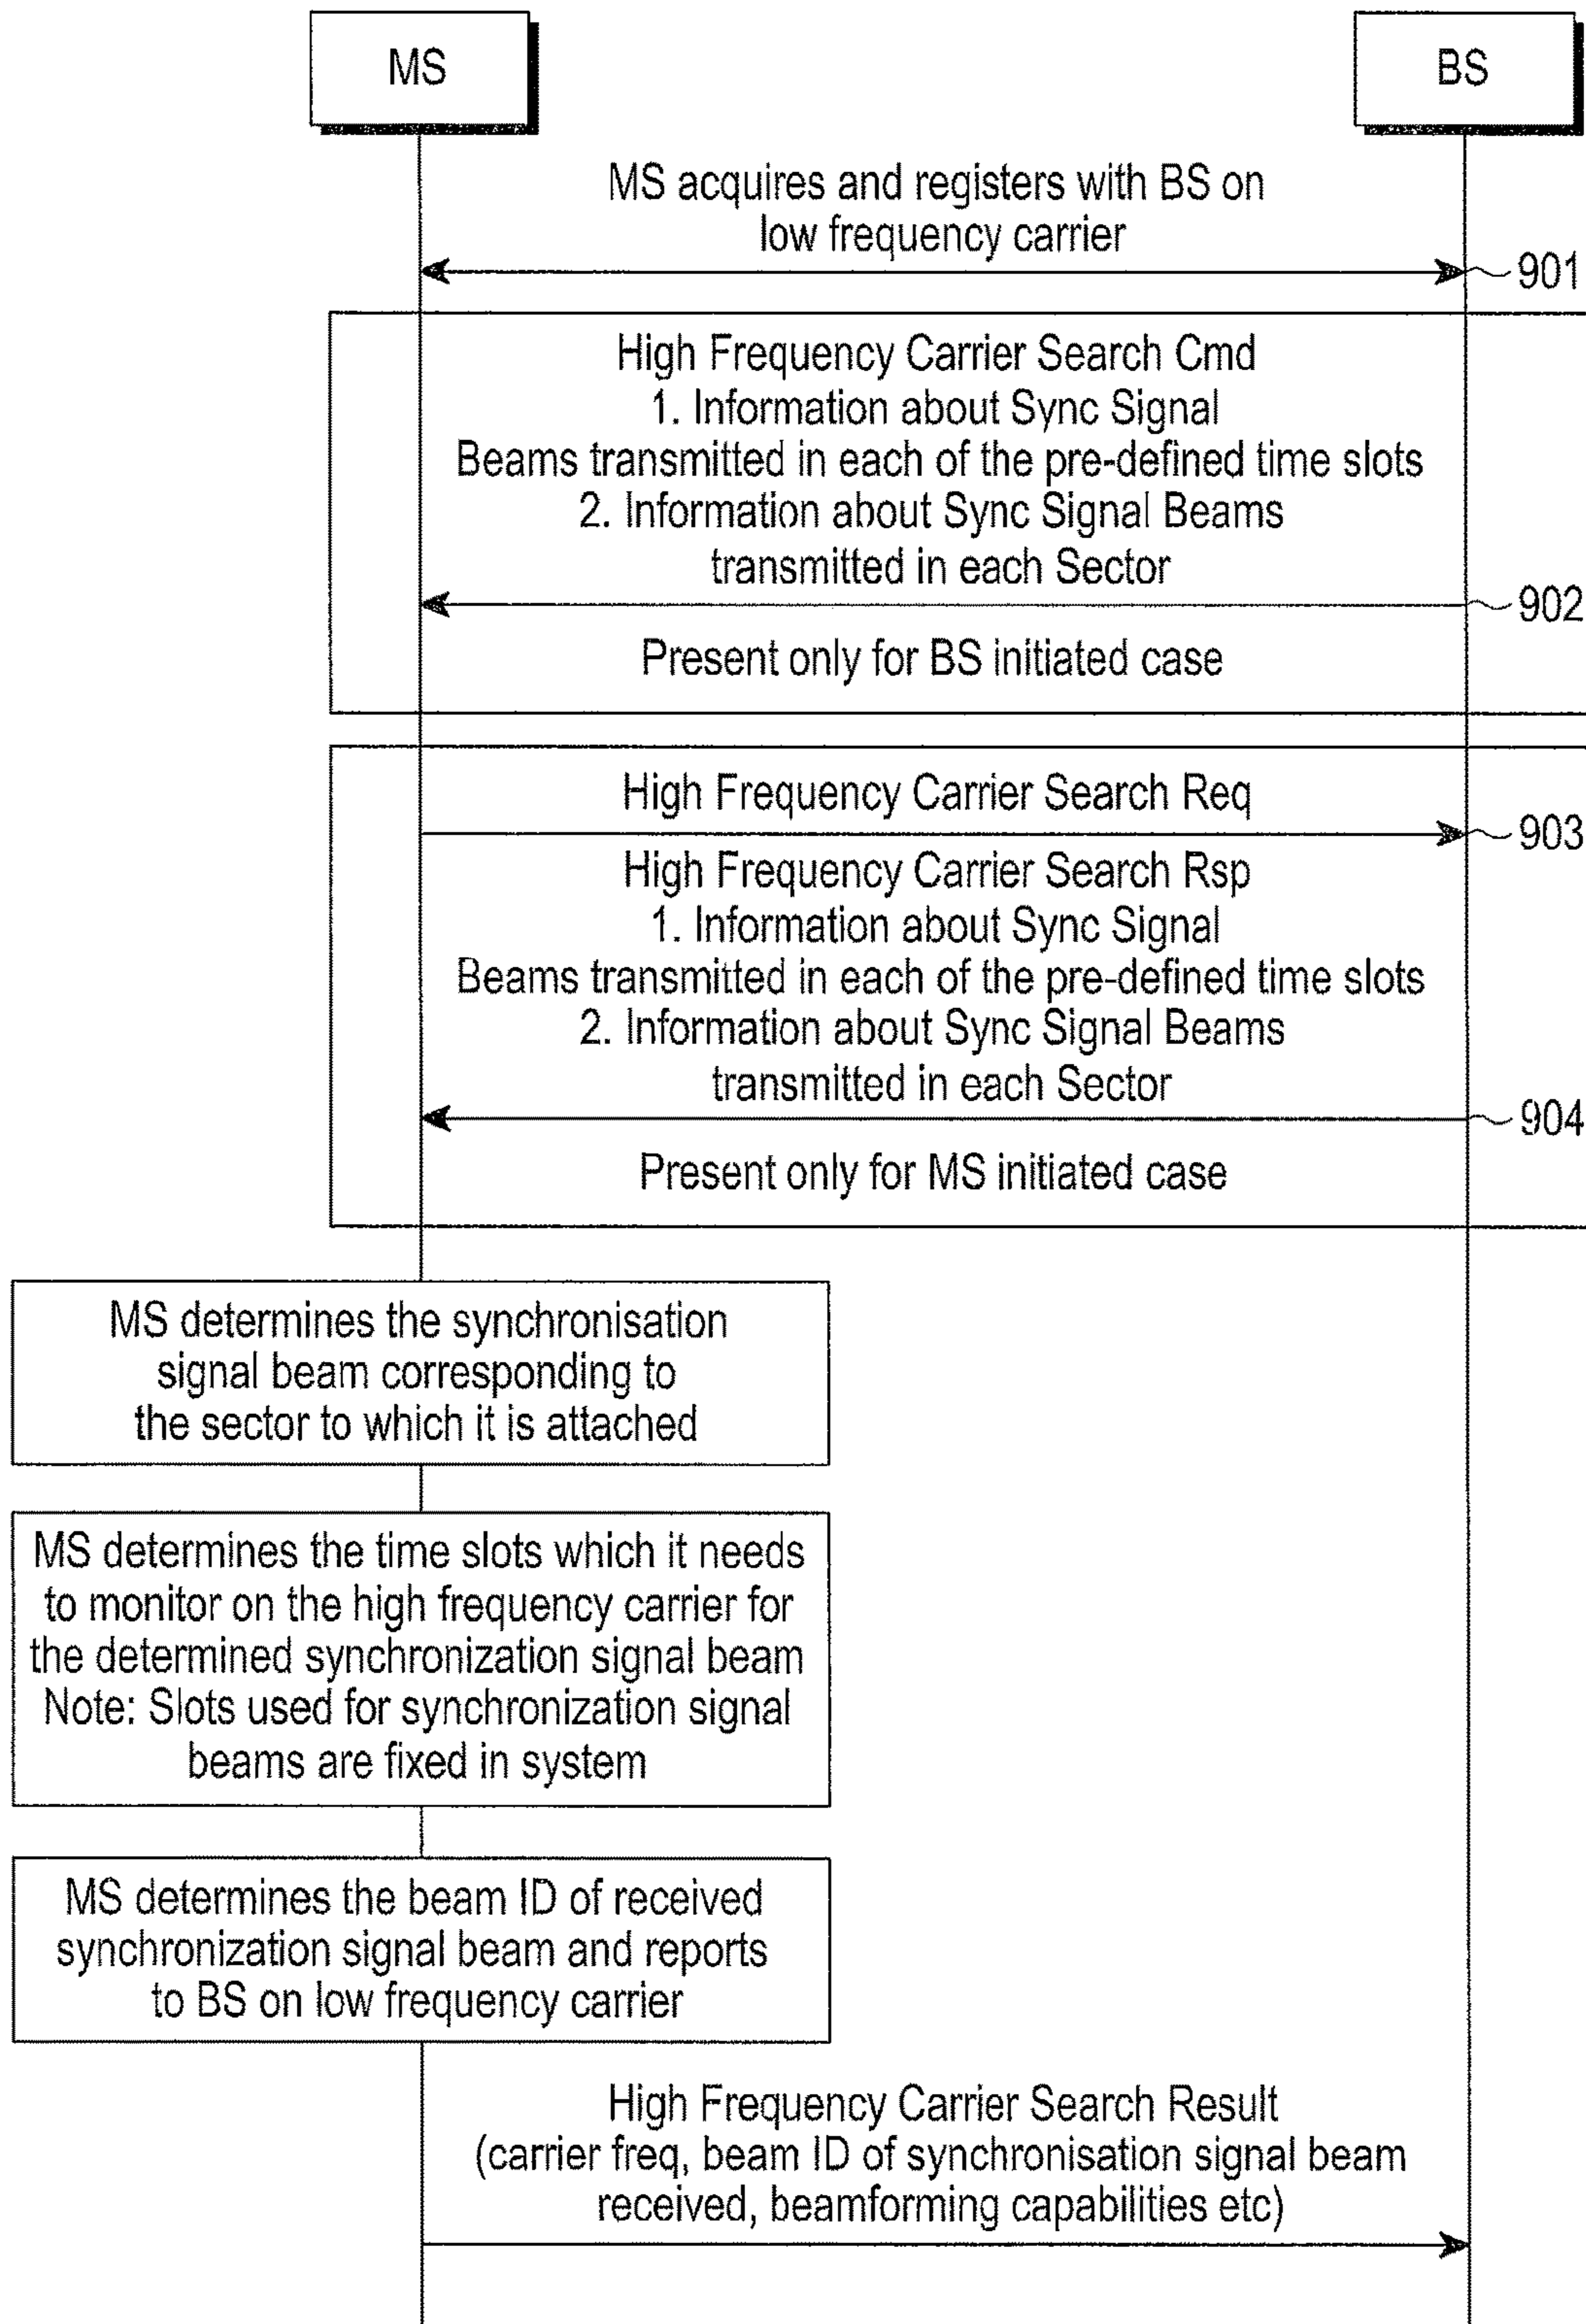 MS
BS
MS acquires and registers with BS on
low frequency carrier
901
High Frequency Carrier Search Cmd
1. Information about Sync Signal
Beams transmitted in each of the pre-defined time slots
2. Information about Sync Signal Beams
transmitted in each Sector
902
Present only for BS initiated case
High Frequency Carrier Search Req
903
High Frequency Carrier Search Rsp
1. Information about Sync Signal
Beams transmitted in each of the pre-defined time slots
2. Information about Sync Signal Beams
transmitted in each Sector
904
Present only for MS initiated case
MS determines the synchronisation
signal beam corresponding to
the sector to which it is attached
MS determines the time slots which it needs
to monitor on the high frequency carrier for
the determined synchronization signal beam
Note: Slots used for synchronization signal
beams are fixed in system
MS determines the beam ID of received
synchronization signal beam and reports
to BS on low frequency carrier
High Frequency Carrier Search Result
(carrier freq, beam ID of synchronisation signal beam
received, beamforming capabilities etc)